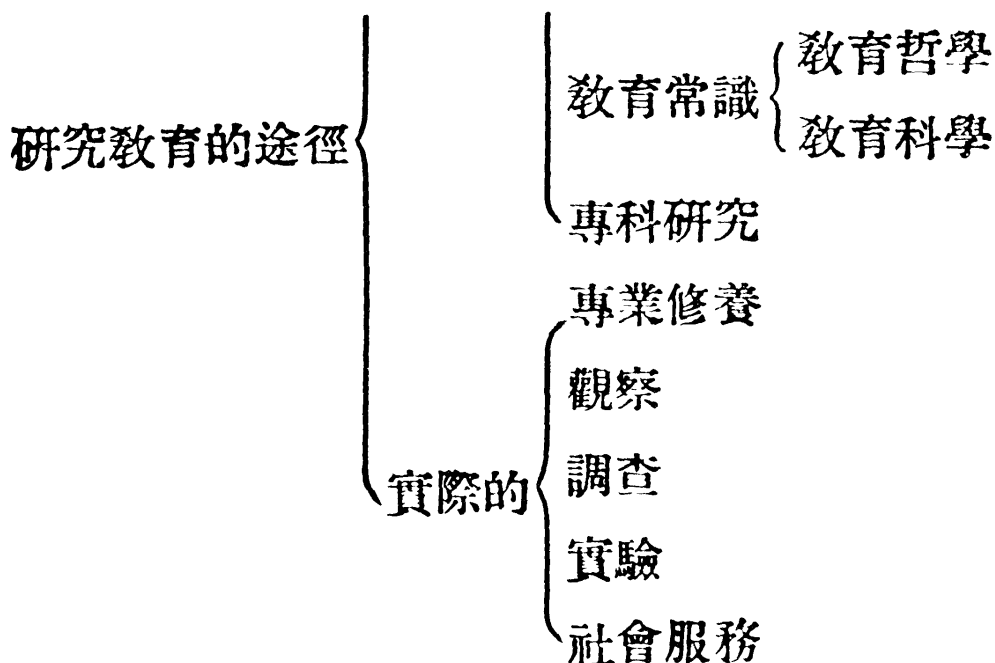 教育哲學
教育常識
教育科學
研究教育的途徑
專科研究
專業修養
觀察
調查
實際的
實驗
社會服務